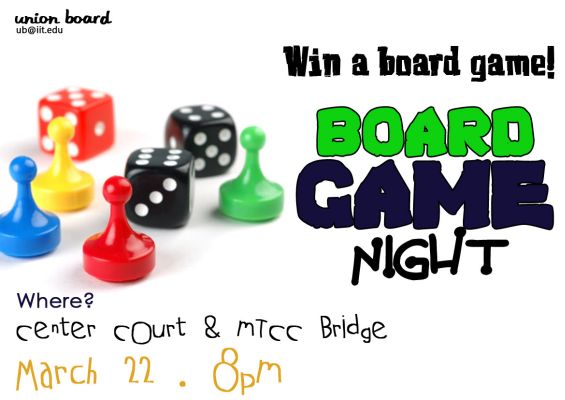 union board
ub@iit.edu
Win a board game!
BOARD
GAME
NIGHT
Where?
center court & MTCC Bridge
March 22 . 8pm